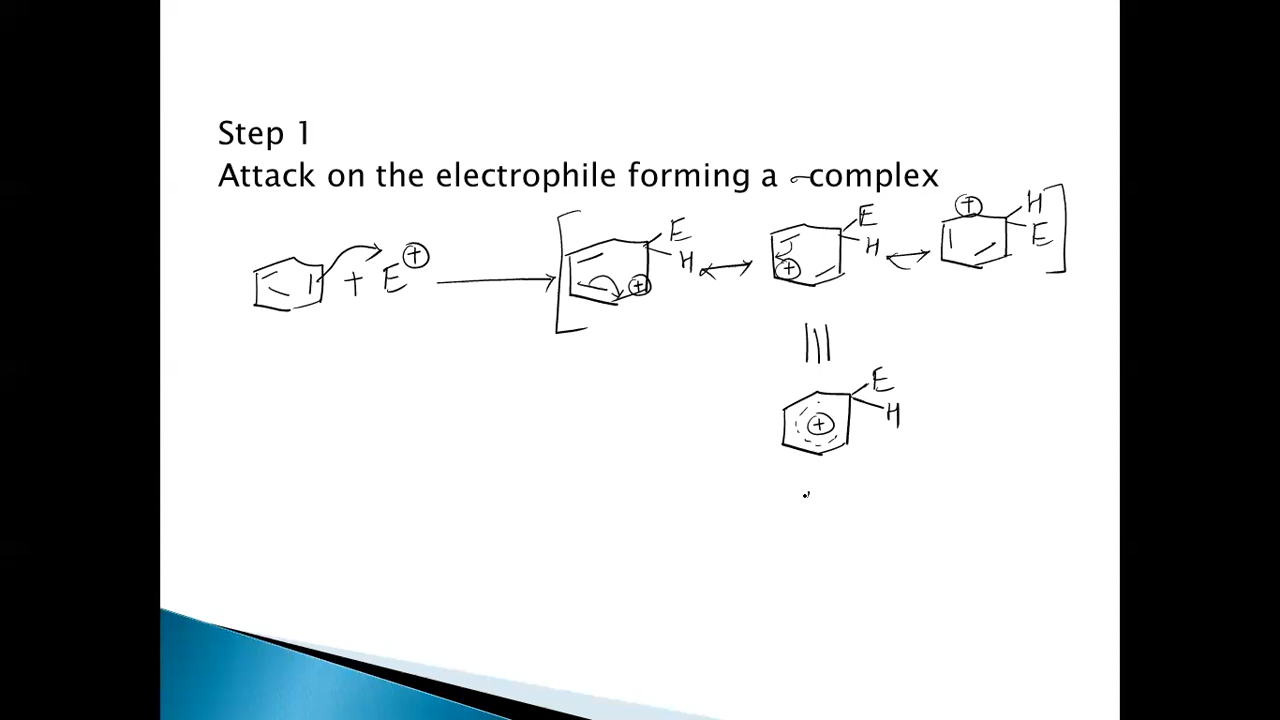 Step 1
Attack on the electrophile forming a σ-complex
+ E⊕ → [ E H ⊕ ↔ E H ⊕ ↔ ⊕ H E ]
|||
E
⊕ H